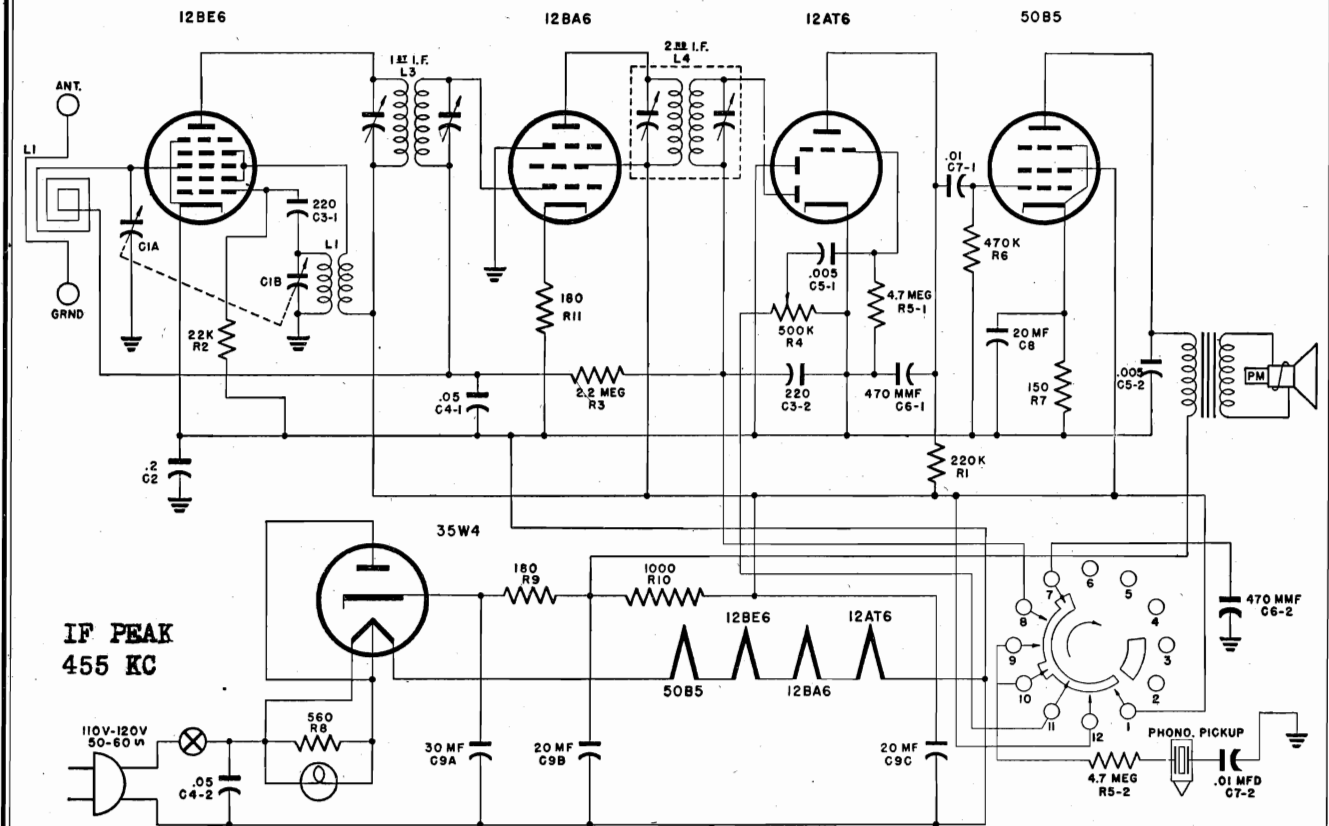 12BE6
12BA6
12AT6
50B5
ANT.
L1
GRND
C1A
220
C3-1
L1
C1B
22K
R2
1ST I.F.
L3
2ND I.F.
L4
180
R11
.05
C4-1
2.2 MEG
R3
.005
C5-1
500K
R4
4.7 MEG
R5-1
220
C3-2
470 MMF
C6-1
.01
C7-1
470K
R6
20 MF
C8
150
R7
.005
C5-2
PM
.2
C2
220K
R1
35W4
180
R9
1000
R10
12BE6
12AT6
50B5
12BA6
IF PEAK
455 KC
110V-120V
50-60 ~
560
R8
.05
C4-2
30 MF
C9A
20 MF
C9B
20 MF
C9C
7
6
5
8
4
9
3
10
2
11
12
1
470 MMF
C6-2
PHONO. PICKUP
4.7 MEG
R5-2
.01 MFD
C7-2